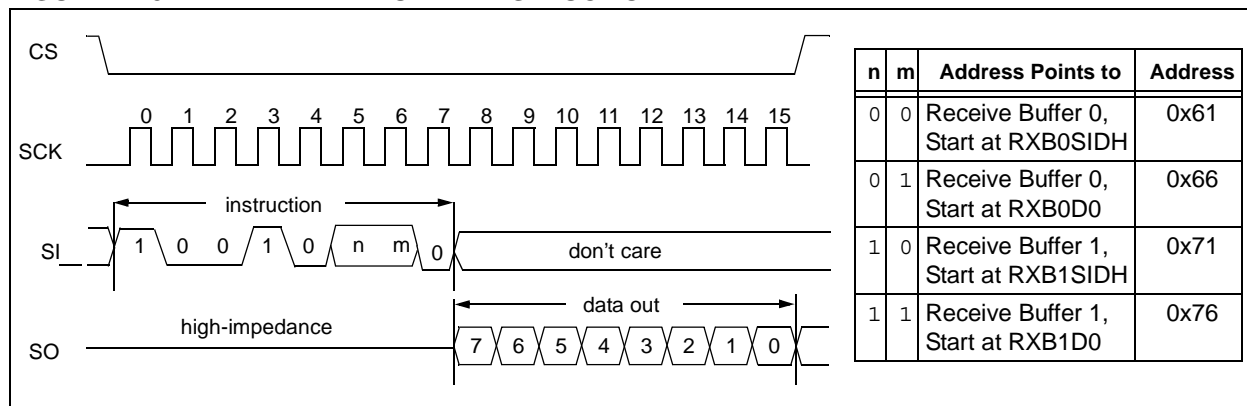 CS
0 1 2 3 4 5 6 7 8 9 10 11 12 13 14 15
SCK
instruction
SI
1 0 0 1 0 n m 0
don't care
data out
high-impedance
SO
7 6 5 4 3 2 1 0
n m Address Points to Address
0 0 Receive Buffer 0, 0x61
Start at RXB0SIDH
0 1 Receive Buffer 0, 0x66
Start at RXB0D0
1 0 Receive Buffer 1, 0x71
Start at RXB1SIDH
1 1 Receive Buffer 1, 0x76
Start at RXB1D0